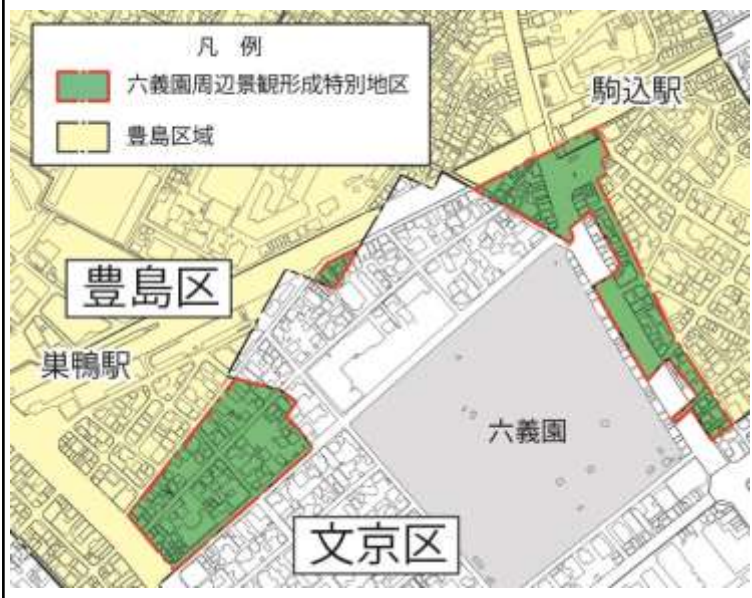 凡 例
六義園周辺景観形成特別地区
豊島区域
駒込駅
豊島区
巣鴨駅
六義園
文京区